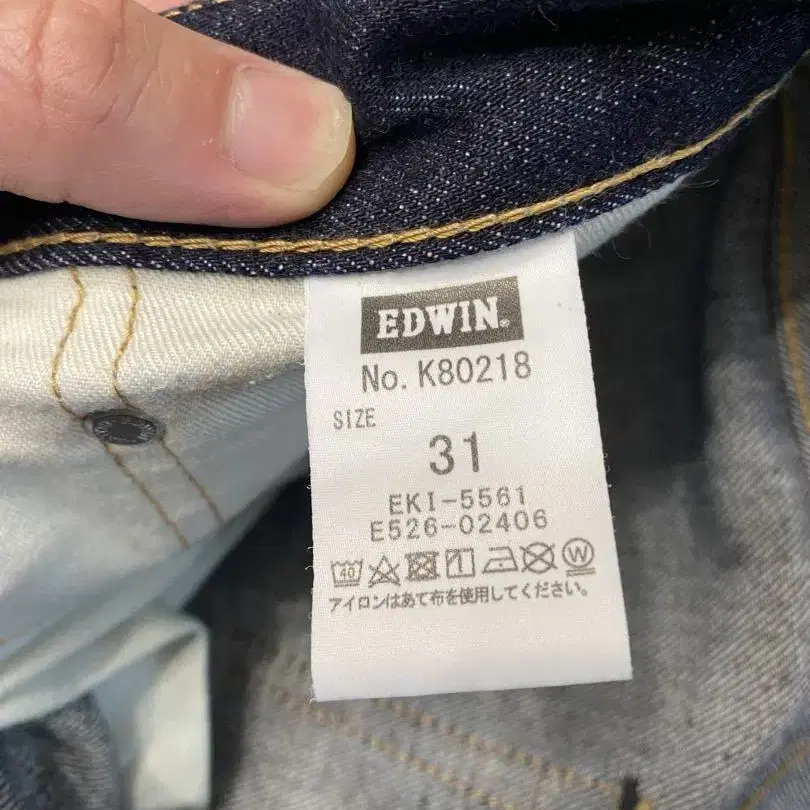 EDWIN®
No. K80218
SIZE
31
EKI-5561
E526-02406
40 1 W
アイロンはあて布を使用してください。